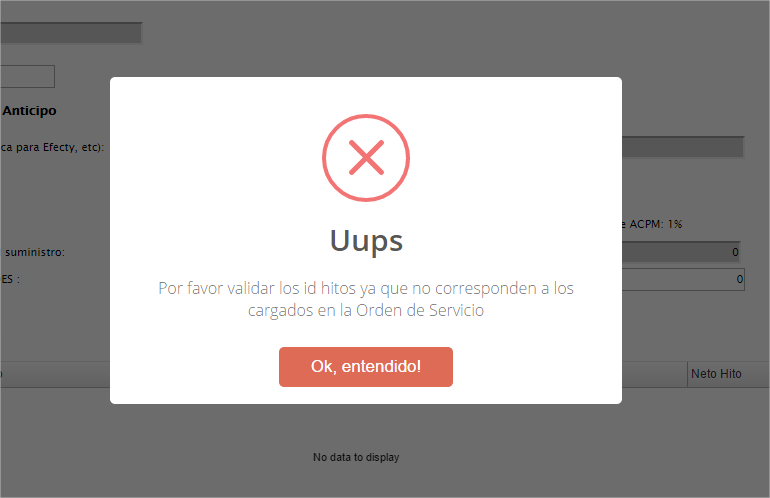 Anticipo
ca para Efecty, etc):
Uups
e ACPM: 1%
suministro:
0
ES :
0
Por favor validar los id hitos ya que no corresponden a los
cargados en la Orden de Servicio
Ok, entendido!
Neto Hito
No data to display